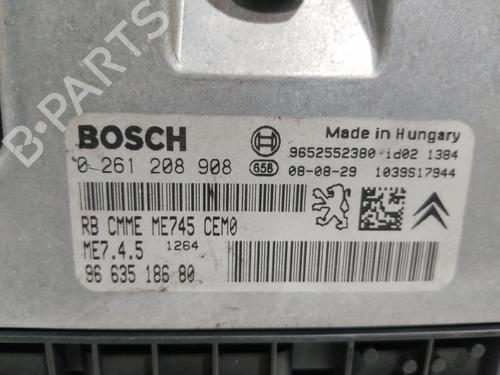 BOSCH
Made in Hungary
9652552380 id02 1384
0 261 208 908
658
08-08-29 1039S17944
RB CMME ME745 CEM0
ME7.4.5 1264
96 635 186 80
B-PARTS